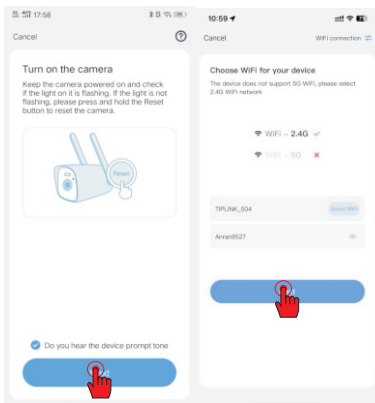 17:58
Cancel
Turn on the camera
Keep the camera powered on and check
if the light on it is flashing. If the light is not
flashing, please press and hold the Reset
button to reset the camera.
Reset
Do you hear the device prompt tone
10:59
Cancel
WiFi connection
Choose WiFi for your device
The device does not support 5G WiFi, please select
2.4G WiFi network
WiFi - 2.4G
WiFi - 5G
TIPLINK_504
Select WiFi
Anran9527